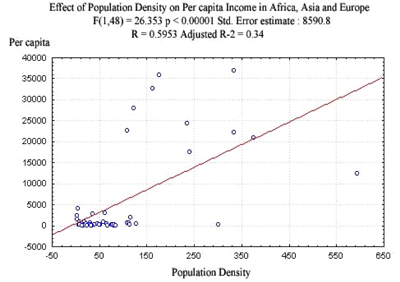 Effect of Population Density on Per capita Income in Africa, Asia and Europe
F(1,48) = 26.353 p < 0.00001 Std. Error estimate : 8590.8
R = 0.5953 Adjusted R-2 = 0.34
Per capita
40000
35000
30000
25000
20000
15000
10000
5000
0
-5000
-50 50 150 250 350 450 550 650
Population Density